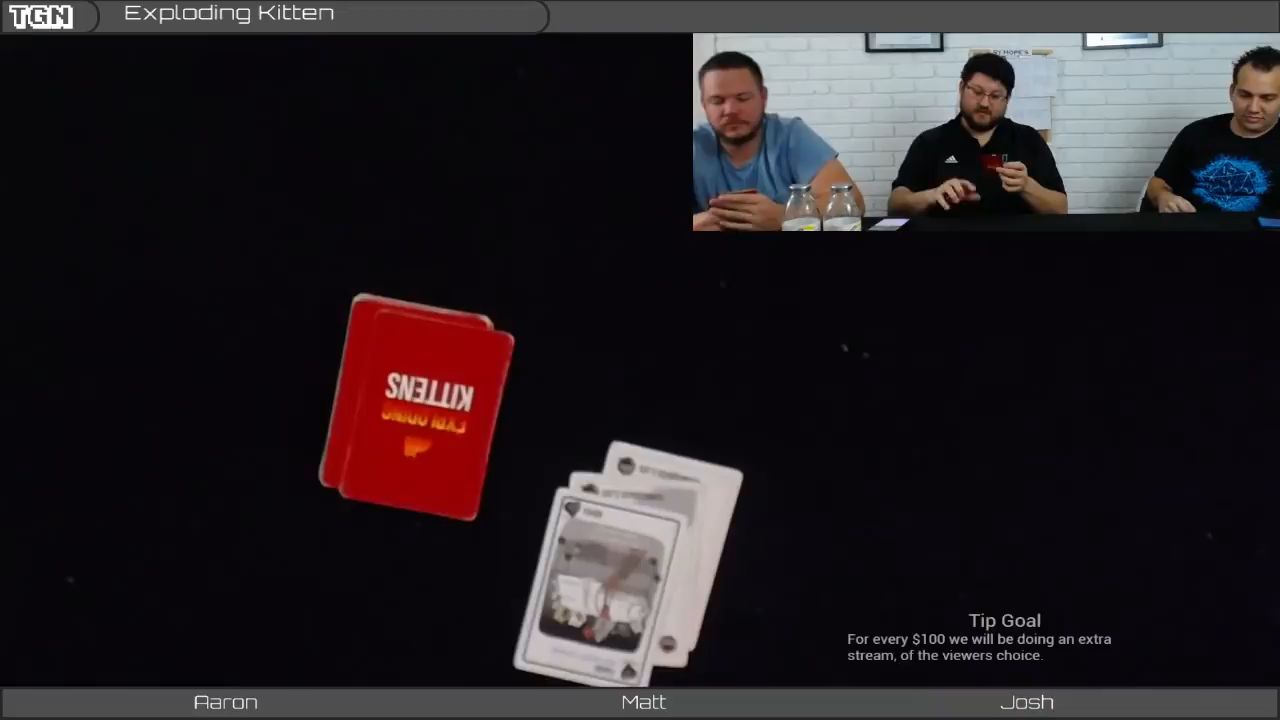 TGN
Exploding Kitten
KITTENS
EXPLODING
Tip Goal
For every $100 we will be doing an extra
stream, of the viewers choice.
Aaron
Matt
Josh